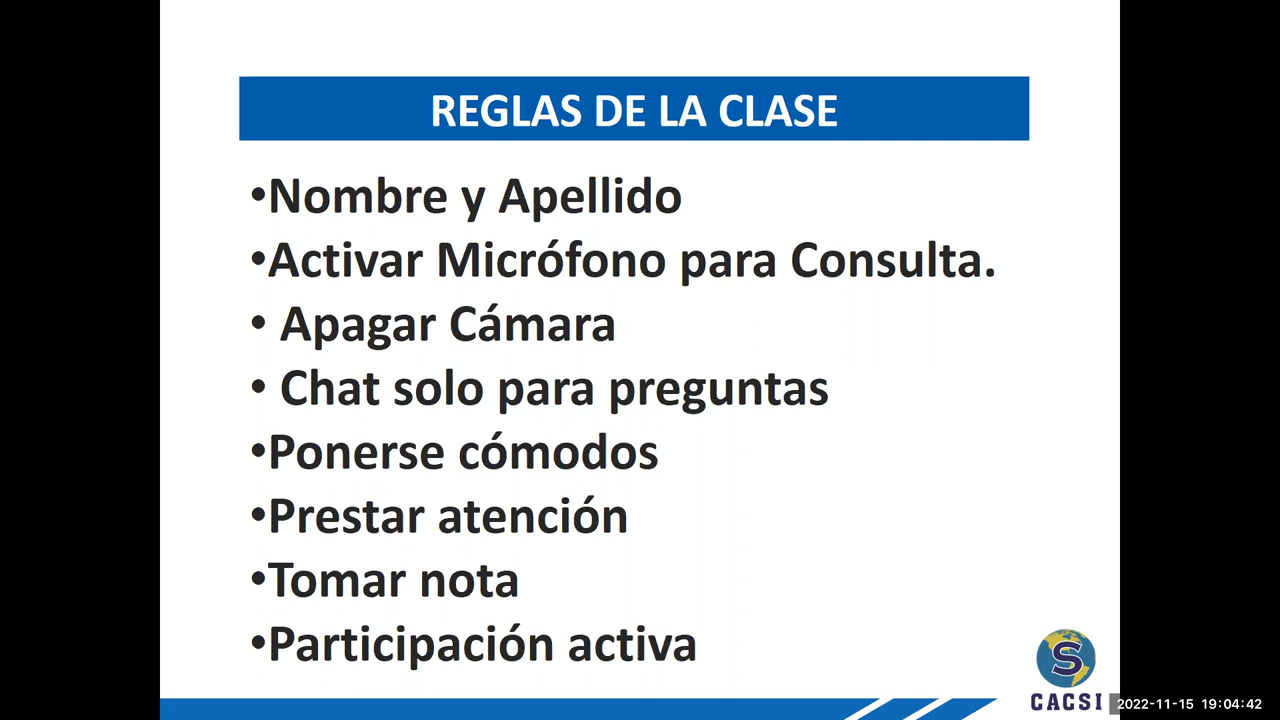 REGLAS DE LA CLASE
•Nombre y Apellido
•Activar Micrófono para Consulta.
• Apagar Cámara
• Chat solo para preguntas
•Ponerse cómodos
•Prestar atención
•Tomar nota
•Participación activa
S
CACSI
2022-11-15 19:04:42